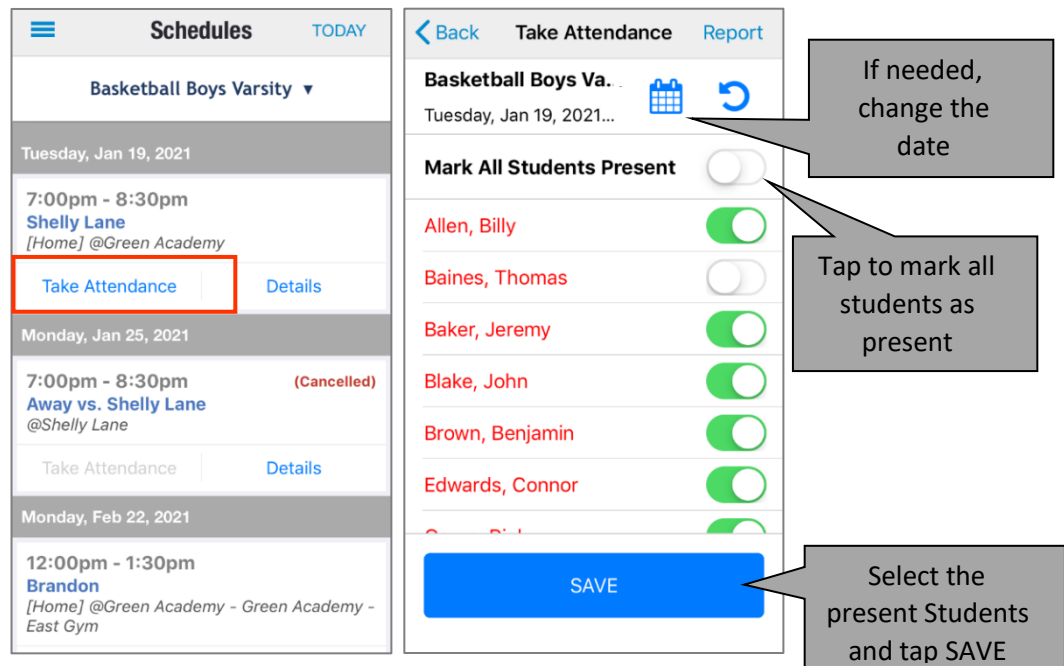 Schedules TODAY
Basketball Boys Varsity ▼
Tuesday, Jan 19, 2021
7:00pm - 8:30pm
Shelly Lane
[Home] @Green Academy
Take Attendance Details
Monday, Jan 25, 2021
7:00pm - 8:30pm (Cancelled)
Away vs. Shelly Lane
@Shelly Lane
Take Attendance Details
Monday, Feb 22, 2021
12:00pm - 1:30pm
Brandon
[Home] @Green Academy - Green Academy -
East Gym
Back Take Attendance Report
Basketball Boys Va...
Tuesday, Jan 19, 2021...
Mark All Students Present
Allen, Billy
Baines, Thomas
Baker, Jeremy
Blake, John
Brown, Benjamin
Edwards, Connor
SAVE
If needed,
change the
date
Tap to mark all
students as
present
Select the
present Students
and tap SAVE